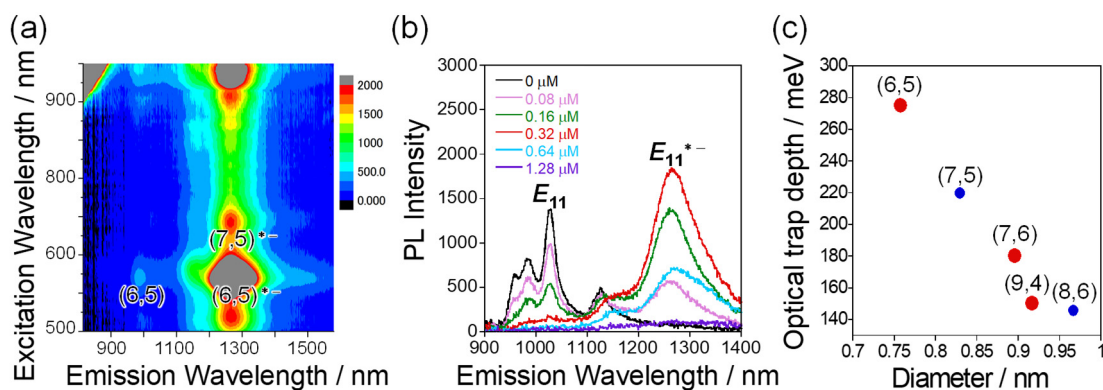 (a)
Excitation Wavelength / nm
900
800
700
600
500
(7,5)*–
(6,5)
(6,5)*–
900
1100
1300
1500
Emission Wavelength / nm
2000
1500
1000
500.0
0.000
(b)
PL Intensity
3000
2500
2000
1500
1000
500
0
0 μM
0.08 μM
0.16 μM
0.32 μM
0.64 μM
1.28 μM
E11
E11*–
900 1000 1100 1200 1300 1400
Emission Wavelength / nm
(c)
Optical trap depth / meV
300
280
260
240
220
200
180
160
140
(6,5)
(7,5)
(7,6)
(9,4)
(8,6)
0.7 0.75 0.8 0.85 0.9 0.95 1
Diameter / nm